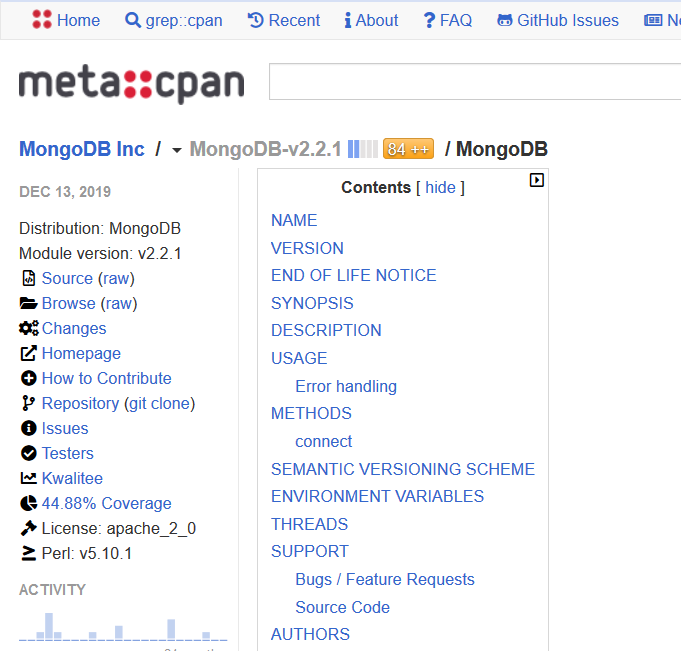 Home grep::cpan Recent About FAQ GitHub Issues
meta::cpan
MongoDB Inc / MongoDB-v2.2.1 84 ++ / MongoDB
DEC 13, 2019
Distribution: MongoDB
Module version: v2.2.1
Source (raw)
Browse (raw)
Changes
Homepage
How to Contribute
Repository (git clone)
Issues
Testers
Kwalitee
44.88% Coverage
License: apache_2_0
Perl: v5.10.1
ACTIVITY
Contents [ hide ]
NAME
VERSION
END OF LIFE NOTICE
SYNOPSIS
DESCRIPTION
USAGE
Error handling
METHODS
connect
SEMANTIC VERSIONING SCHEME
ENVIRONMENT VARIABLES
THREADS
SUPPORT
Bugs / Feature Requests
Source Code
AUTHORS